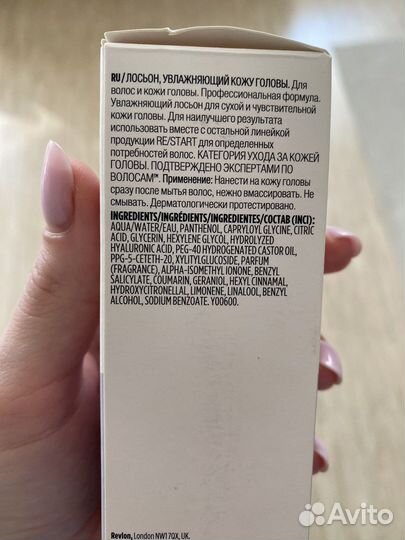 RU/ЛОСЬОН, УВЛАЖНЯЮЩИЙ КОЖУ ГОЛОВЫ. Для
волос и кожи головы. Профессиональная формула.
Увлажняющий лосьон для сухой и чувствительной
кожи головы. Для наилучшего результата
использовать вместе с остальной линейкой
продукции RE/START для определенных
потребностей волос. КАТЕГОРИЯ УХОДА ЗА КОЖЕЙ
ГОЛОВЫ. ПОДТВЕРЖДЕНО ЭКСПЕРТАМИ ПО
ВОЛОСАМ™. Применение: Нанести на кожу головы
сразу после мытья волос, нежно вмассировать. Не
смывать. Дерматологически протестировано.
INGREDIENTS/INGRÉDIENTS/INGREDIENTES/СОСТАВ (INCI):
AQUA/WATER/EAU, PANTHENOL, CAPRYLOYL GLYCINE, CITRIC
ACID, GLYCERIN, HEXYLENE GLYCOL, HYDROLYZED
HYALURONIC ACID, PEG-40 HYDROGENATED CASTOR OIL,
PPG-5-CETETH-20, XYLITYLGLUCOSIDE, PARFUM
(FRAGRANCE), ALPHA-ISOMETHYL IONONE, BENZYL
SALICYLATE, COUMARIN, GERANIOL, HEXYL CINNAMAL,
HYDROXYCITRONELLAL, LIMONENE, LINALOOL, BENZYL
ALCOHOL, SODIUM BENZOATE. Y00600.
Revlon, London NW17QX, UK.
Avito